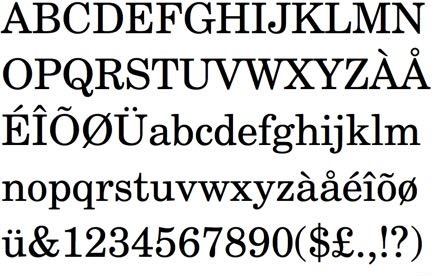 ABCDEFGHIJKLMN
OPQRSTUVWXYZÀÅ
ÉÎÕØÜabcdefghijklm
nopqrstuvwxyzàåéîõø
ü&1234567890($£.,!?)